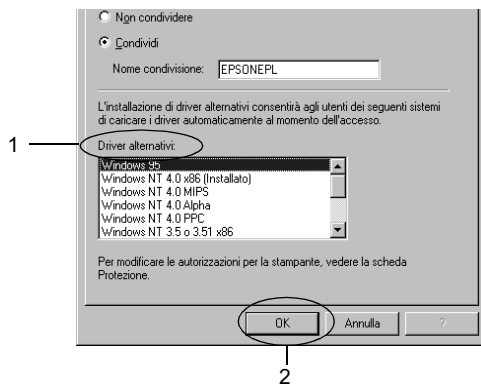 Non condividere
Condividi
Nome condivisione: EPSONEPL
L'installazione di driver alternativi consentirà agli utenti dei seguenti sistemi
di caricare i driver automaticamente al momento dell'accesso.
1
Driver alternativi:
Windows 95
Windows NT 4.0 x86 (Installato)
Windows NT 4.0 MIPS
Windows NT 4.0 Alpha
Windows NT 4.0 PPC
Windows NT 3.5 o 3.51 x86
Per modificare le autorizzazioni per la stampante, vedere la scheda
Protezione.
OK Annulla ?
2